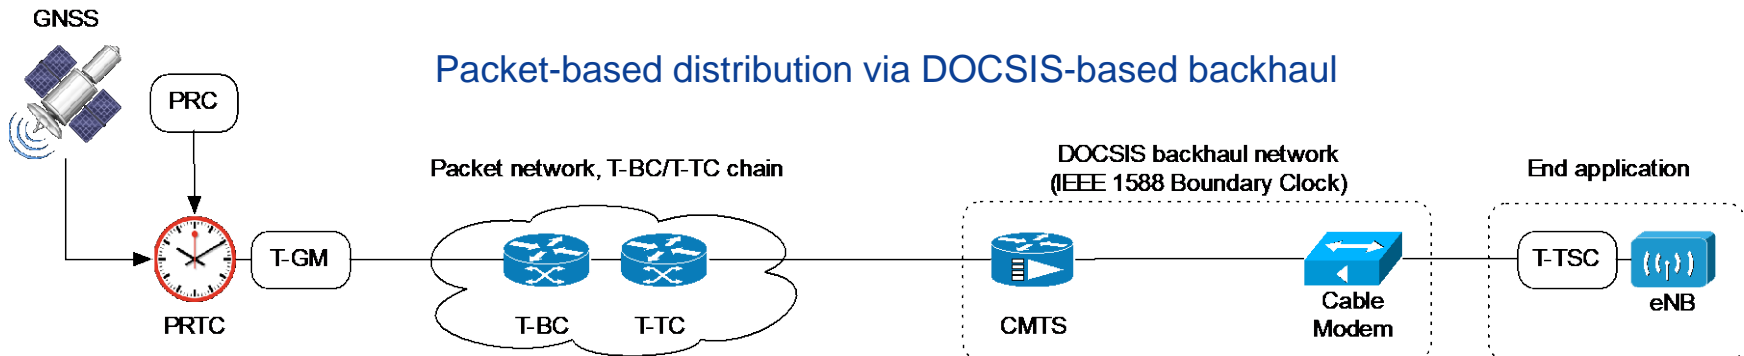 GNSS
Packet-based distribution via DOCSIS-based backhaul
PRC
Packet network, T-BC/T-TC chain
DOCSIS backhaul network
(IEEE 1588 Boundary Clock)
End application
T-GM
T-TSC
PRTC
T-BC
T-TC
CMTS
Cable
Modem
eNB